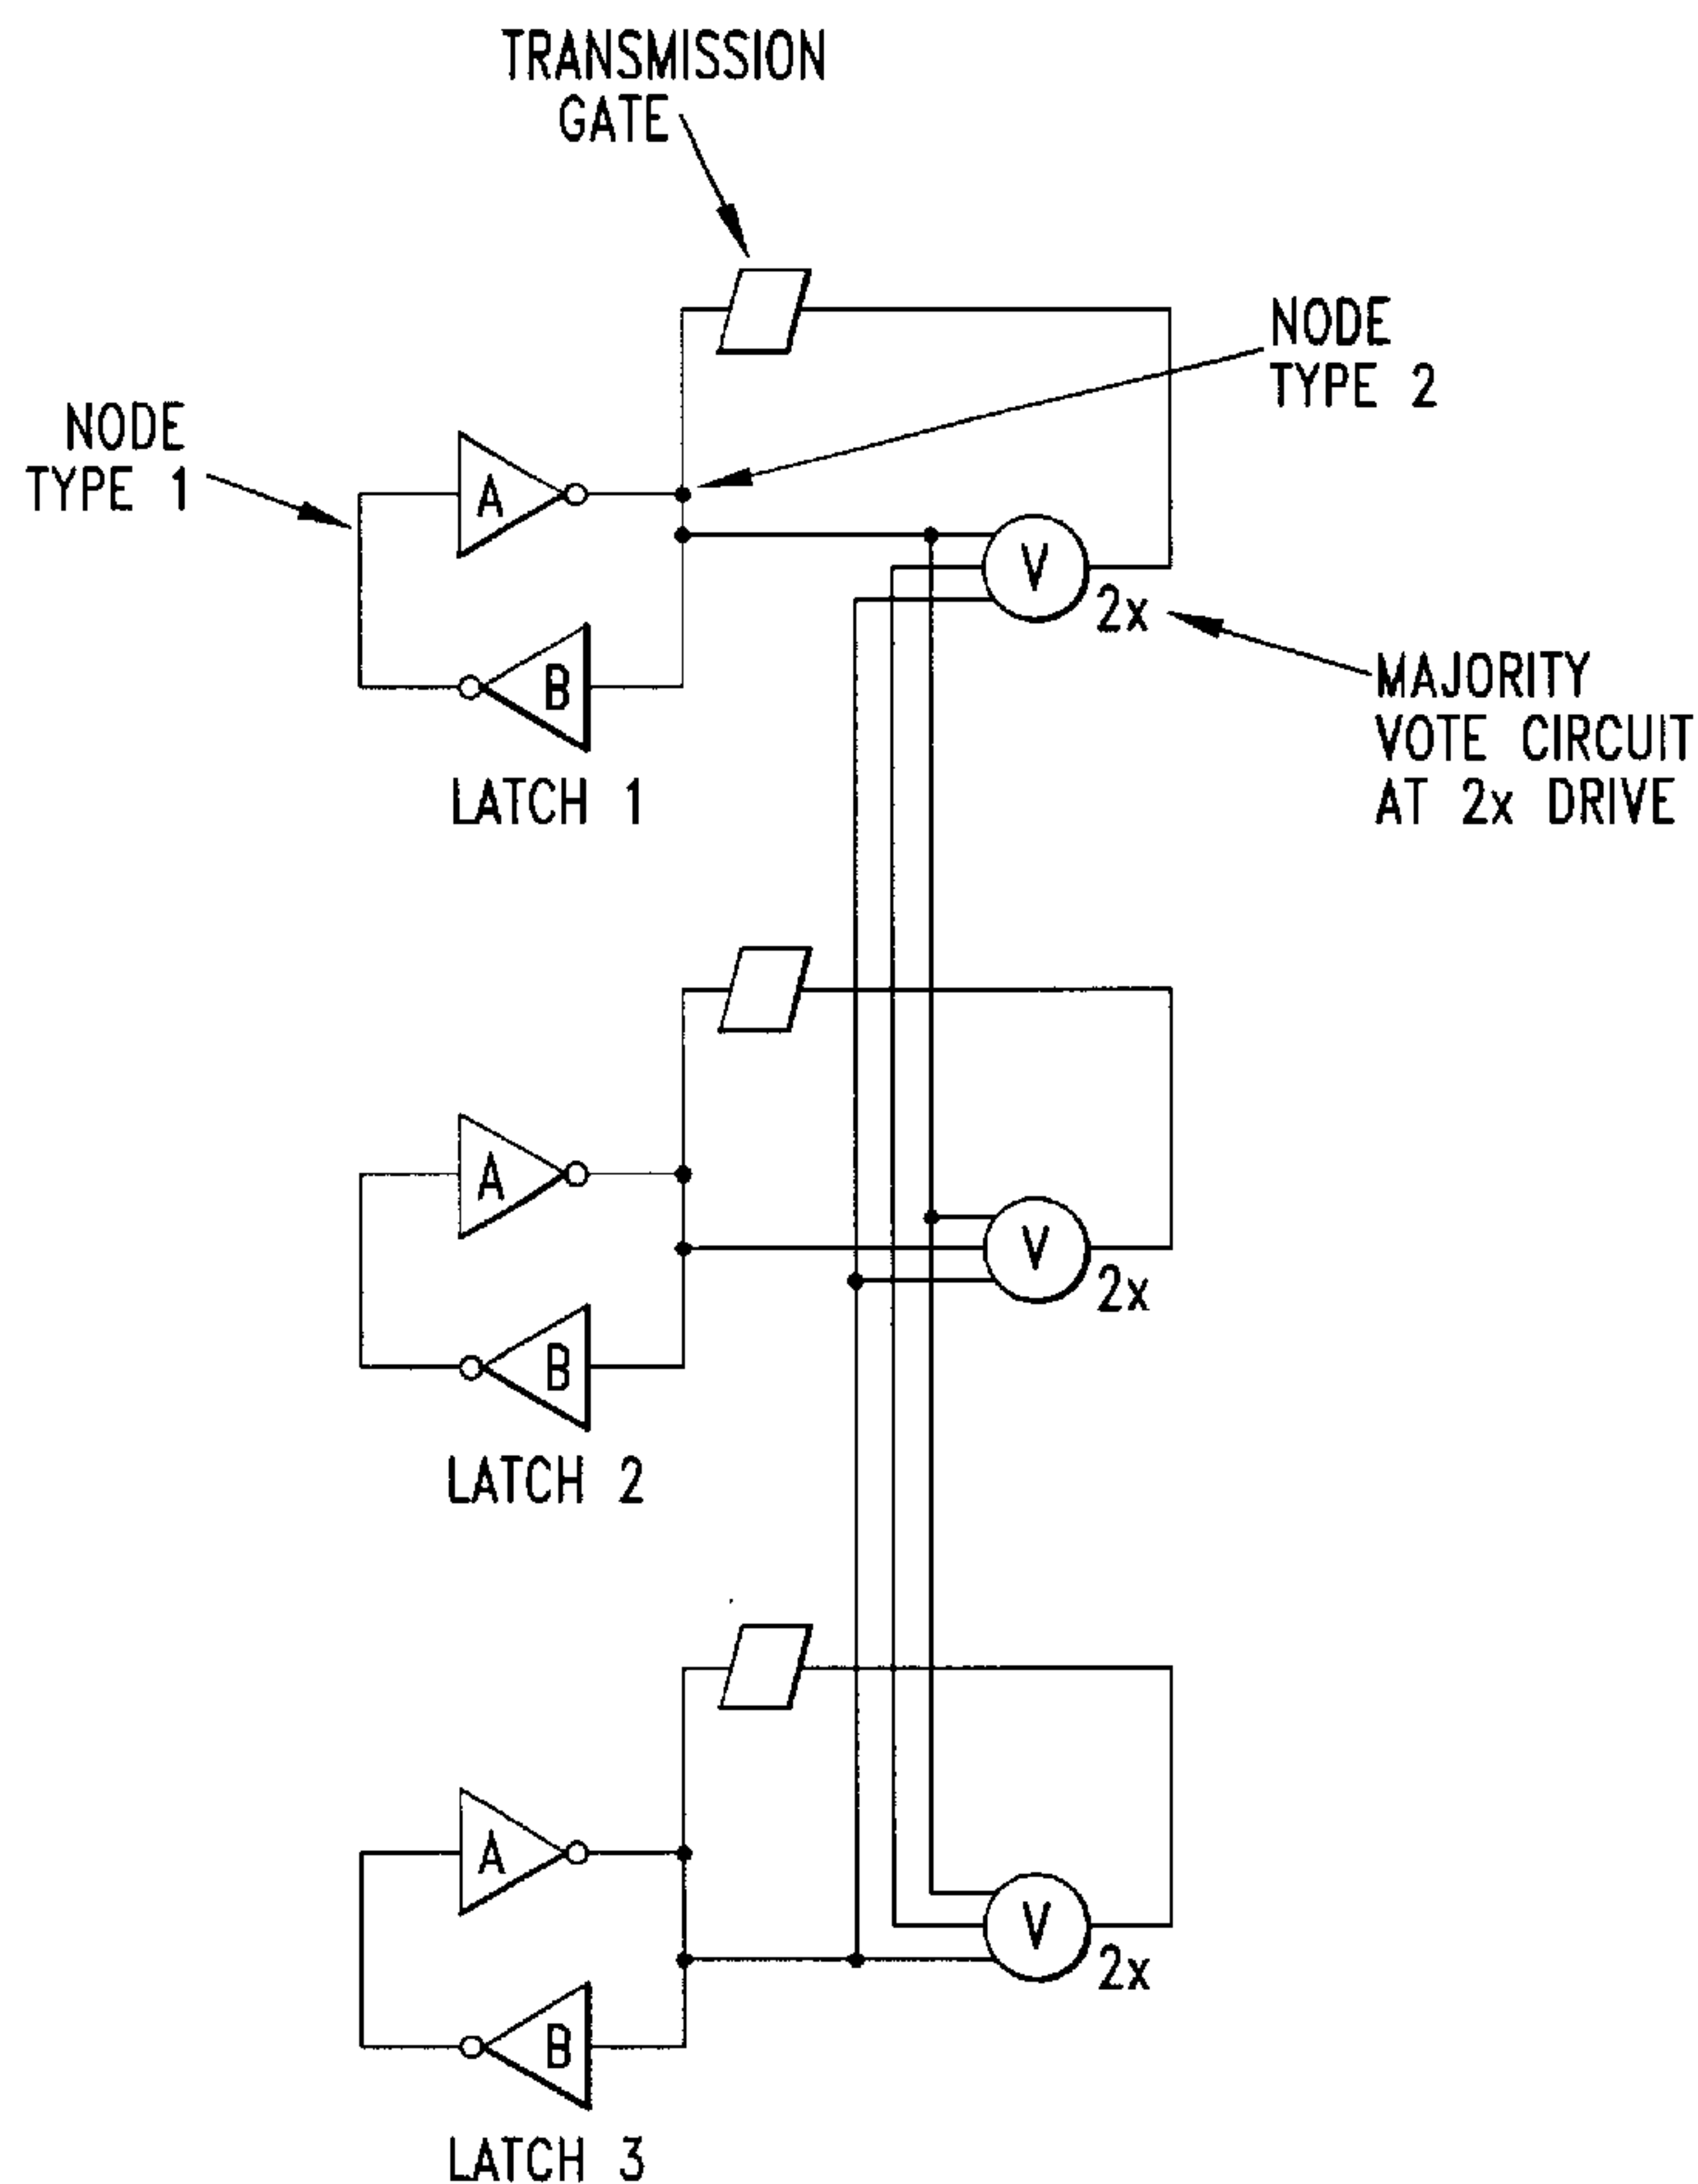 TRANSMISSION
GATE
NODE
TYPE 2
NODE
TYPE 1
A
V
2x
B
MAJORITY
VOTE CIRCUIT
AT 2x DRIVE
LATCH 1
A
V
2x
B
LATCH 2
A
V
2x
B
LATCH 3